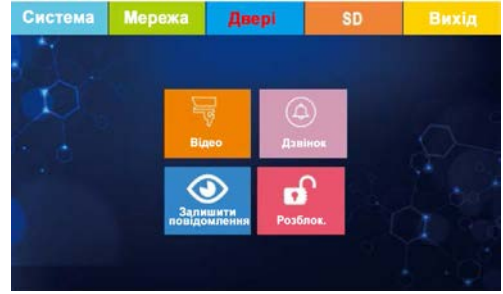 Система Мережа Двері SD Вихід
Відео Дзвінок
Залишити
повідомлення
Розблок.